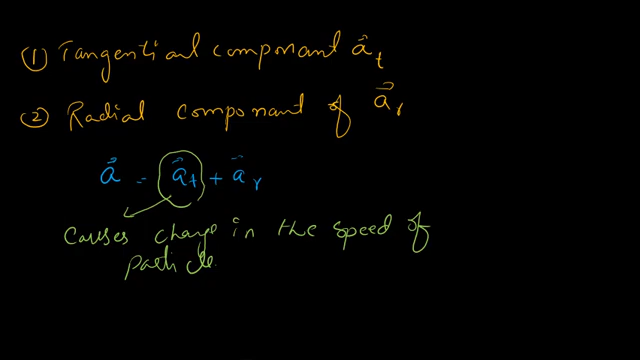 ① Tangential component a⃗ₜ
② Radial component of a⃗ᵣ
a⃗ = a⃗ₜ + a⃗ᵣ
causes change in the speed of
particle.